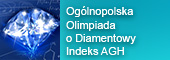 Ogólnopolska
Olimpiada
o Diamentowy
Indeks AGH